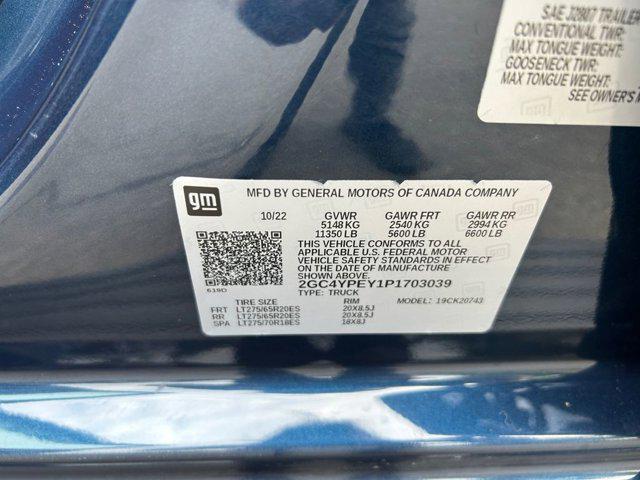 SAE J2807 TRAILER
CONVENTIONAL TWR:
MAX TONGUE WEIGHT:
GOOSENECK TWR:
MAX TONGUE WEIGHT:
SEE OWNER'S
gm
MFD BY GENERAL MOTORS OF CANADA COMPANY
10/22 GVWR GAWR FRT GAWR RR
5148 KG 2540 KG 2994 KG
11350 LB 5600 LB 6600 LB
THIS VEHICLE CONFORMS TO ALL
APPLICABLE U.S. FEDERAL MOTOR
VEHICLE SAFETY STANDARDS IN EFFECT
ON THE DATE OF MANUFACTURE
SHOWN ABOVE.
2GC4YPEY1P1703039
619D TYPE: TRUCK
TIRE SIZE RIM MODEL: 19CK20743
FRT LT275/65R20ES 20X8.5J
RR LT275/65R20ES 20X8.5J
SPA LT275/70R18ES 18X8J